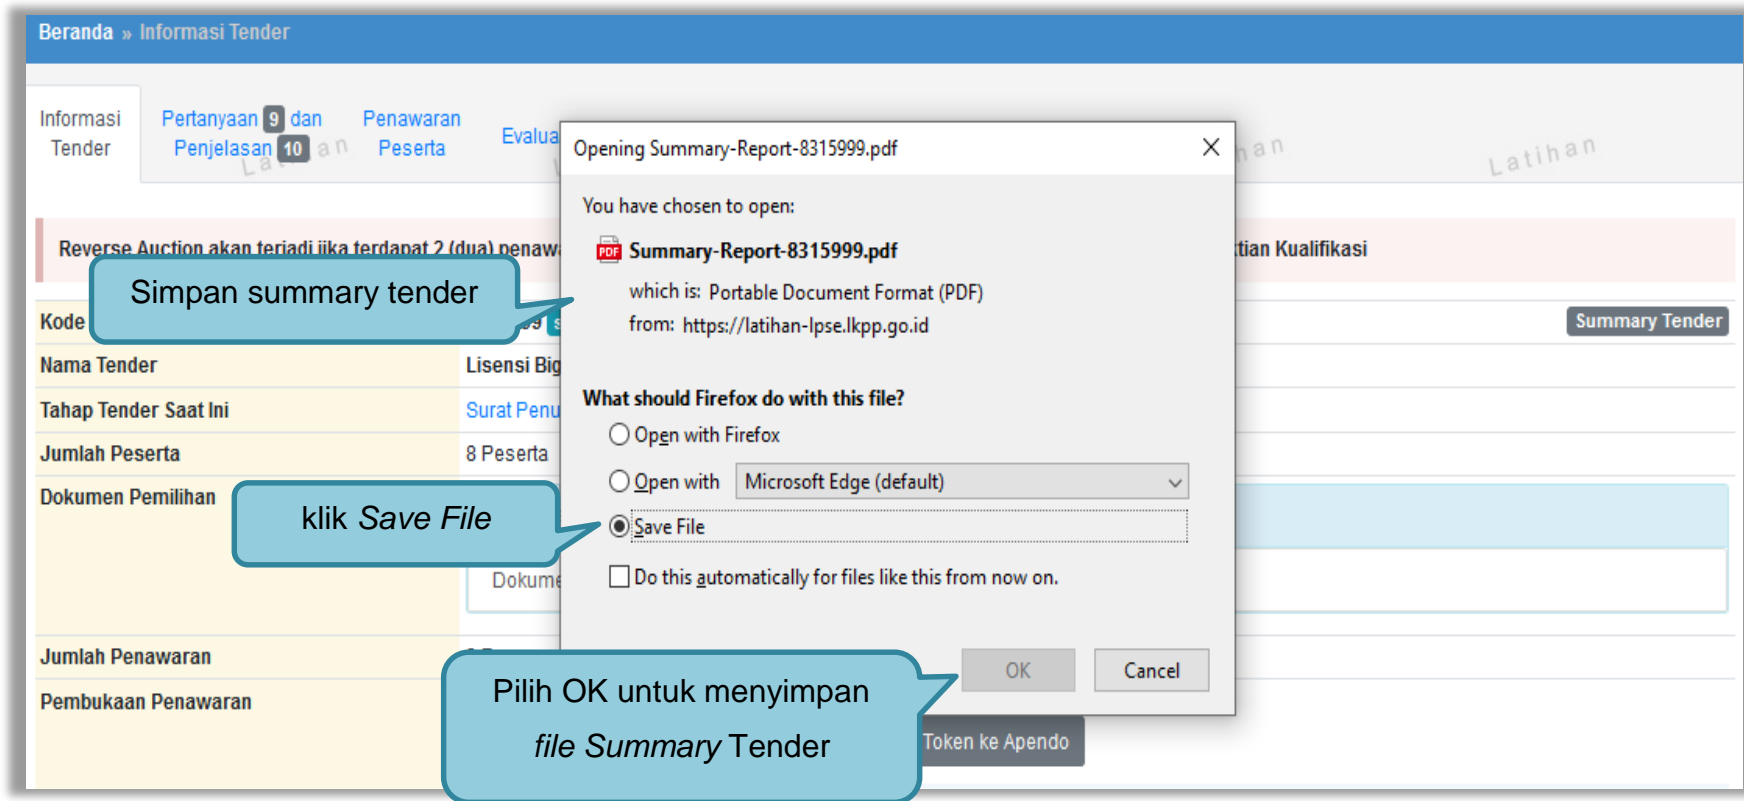 Beranda » Informasi Tender
Informasi
Tender
Pertanyaan 9 dan
Penjelasan 10
Penawaran
Peserta
Latihan
Opening Summary-Report-8315999.pdf
You have chosen to open:
Summary-Report-8315999.pdf
which is: Portable Document Format (PDF)
from: https://latihan-lpse.lkpp.go.id
What should Firefox do with this file?
Open with Firefox
Open with Microsoft Edge (default)
Save File
Do this automatically for files like this from now on.
OK Cancel
Reverse Auction akan terjadi jika terdapat 2 (dua)
Kualifikasi
Simpan summary tender
Kode
Summary Tender
Nama Tender
Lisensi
Tahap Tender Saat Ini
Surat
Jumlah Peserta
8 Peserta
Dokumen Pemilihan
klik Save File
Jumlah Penawaran
Pembukaan Penawaran
Pilih OK untuk menyimpan
file Summary Tender
Token ke Apendo